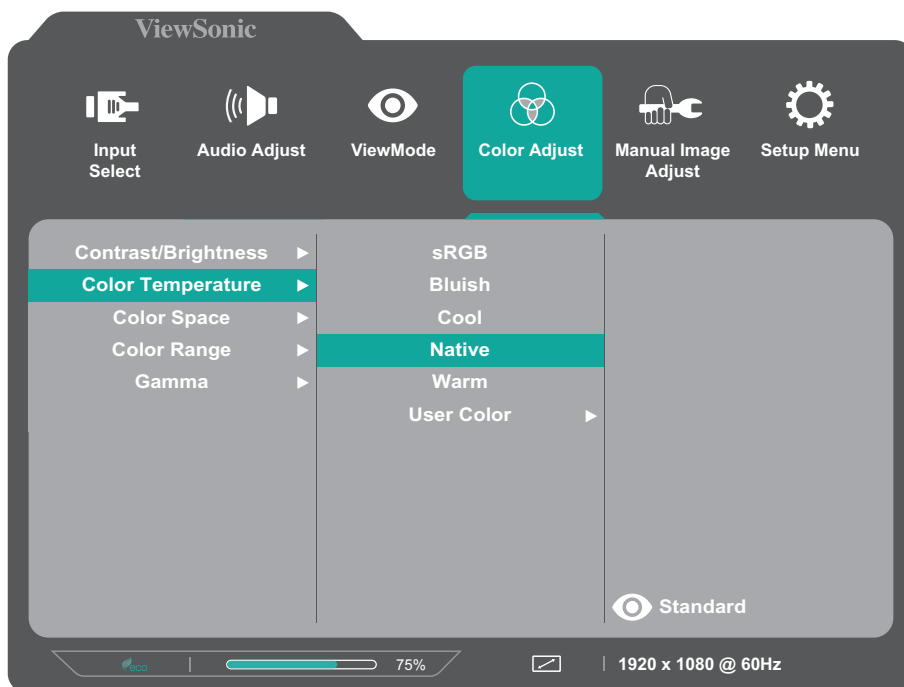 ViewSonic
Input
Select
Audio Adjust
ViewMode
Color Adjust
Manual Image
Adjust
Setup Menu
Contrast/Brightness
Color Temperature
Color Space
Color Range
Gamma
sRGB
Bluish
Cool
Native
Warm
User Color
Standard
eco
75%
1920 x 1080 @ 60Hz